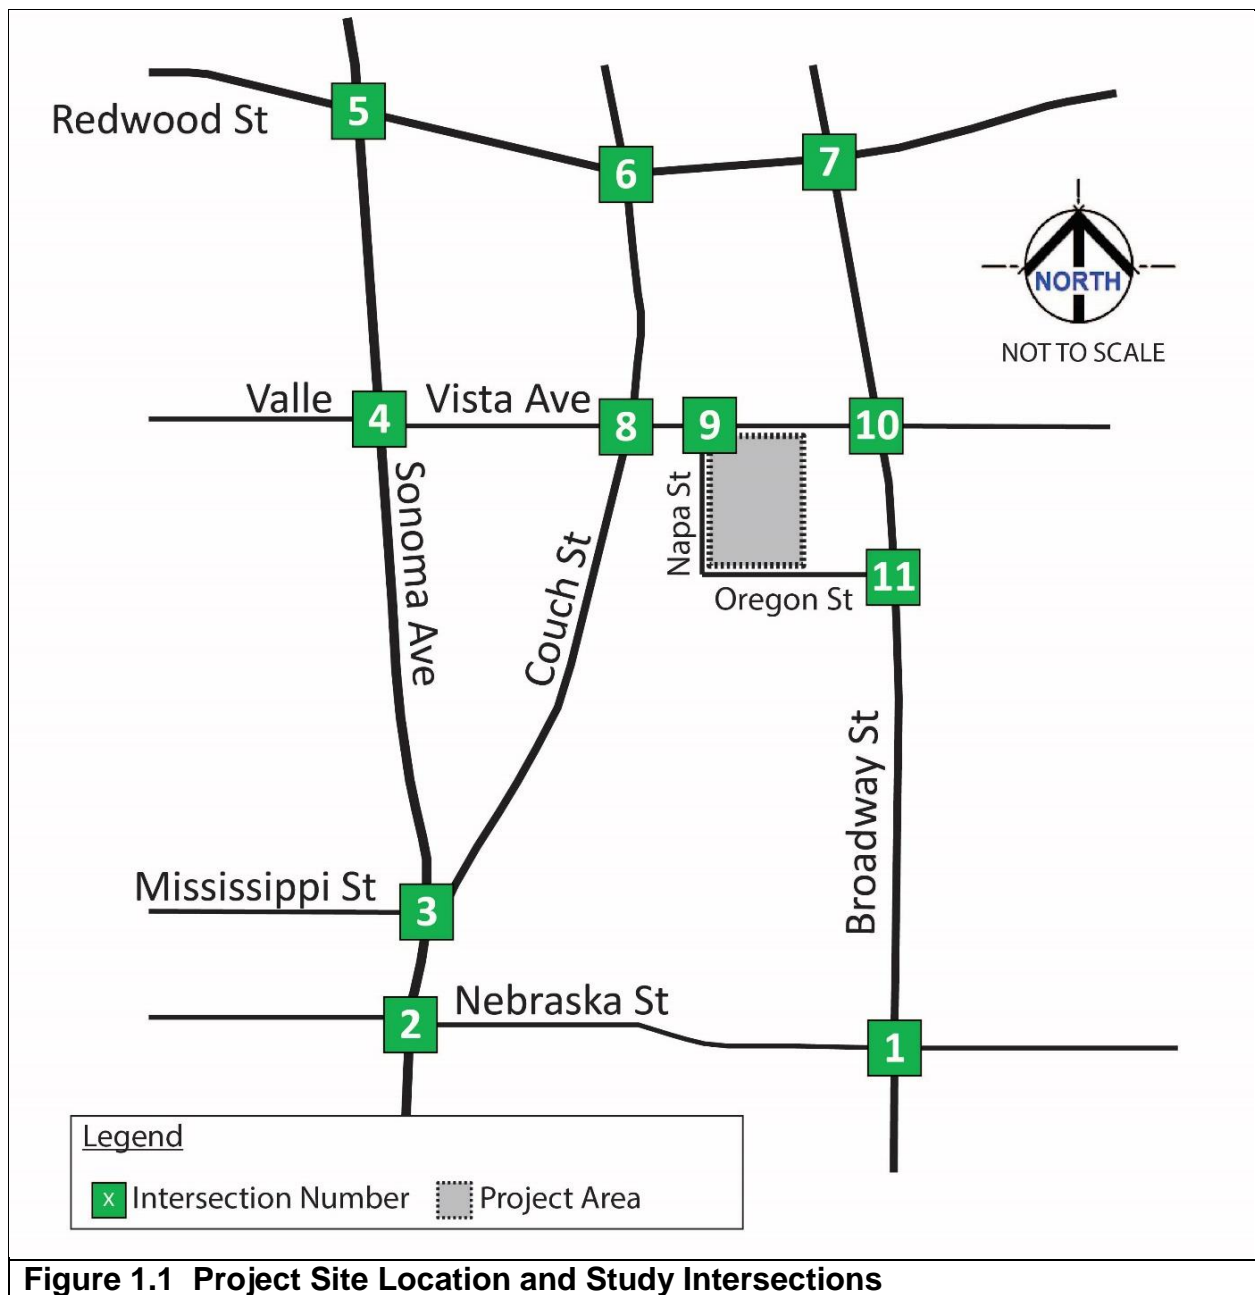 5
Redwood St
6
7
NORTH
NOT TO SCALE
Valle
4
Vista Ave
8
9
10
Sonoma Ave
Couch St
Napa St
Oregon St
11
Broadway St
Mississippi St
3
2
Nebraska St
1
Legend
x Intersection Number
Project Area
Figure 1.1 Project Site Location and Study Intersections